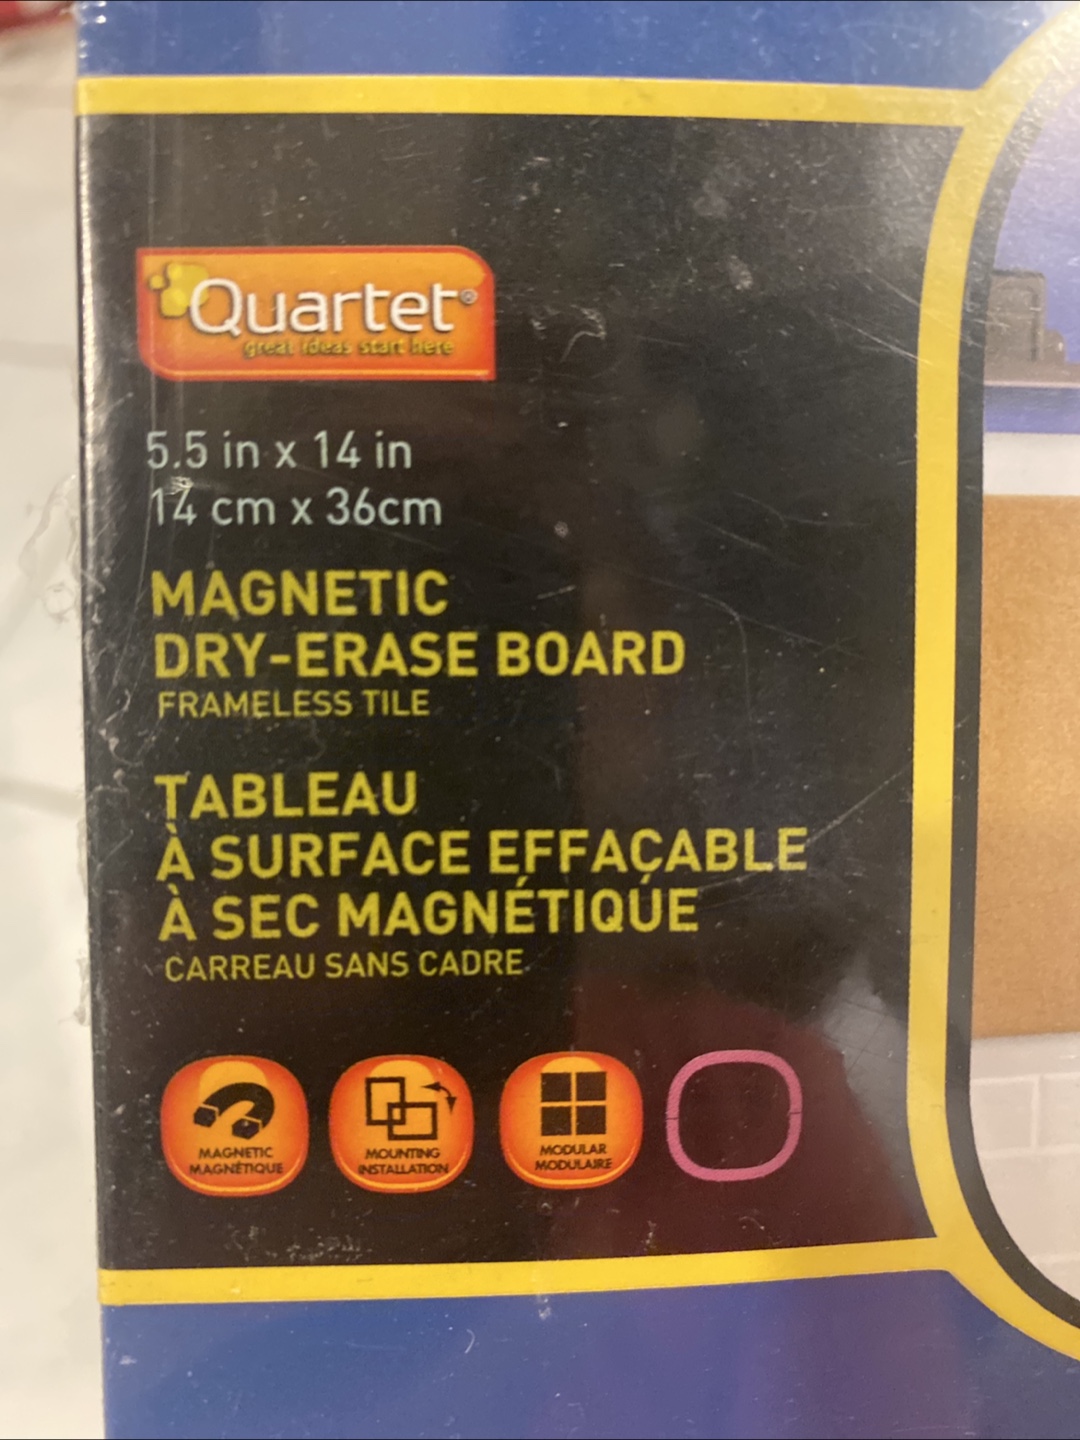 Quartet®
great ideas start here
5.5 in x 14 in
14 cm x 36cm
MAGNETIC
DRY-ERASE BOARD
FRAMELESS TILE
TABLEAU
À SURFACE EFFAÇABLE
À SEC MAGNÉTIQUE
CARREAU SANS CADRE
MAGNETIC
MAGNÉTIQUE
MOUNTING
INSTALLATION
MODULAR
MODULAIRE